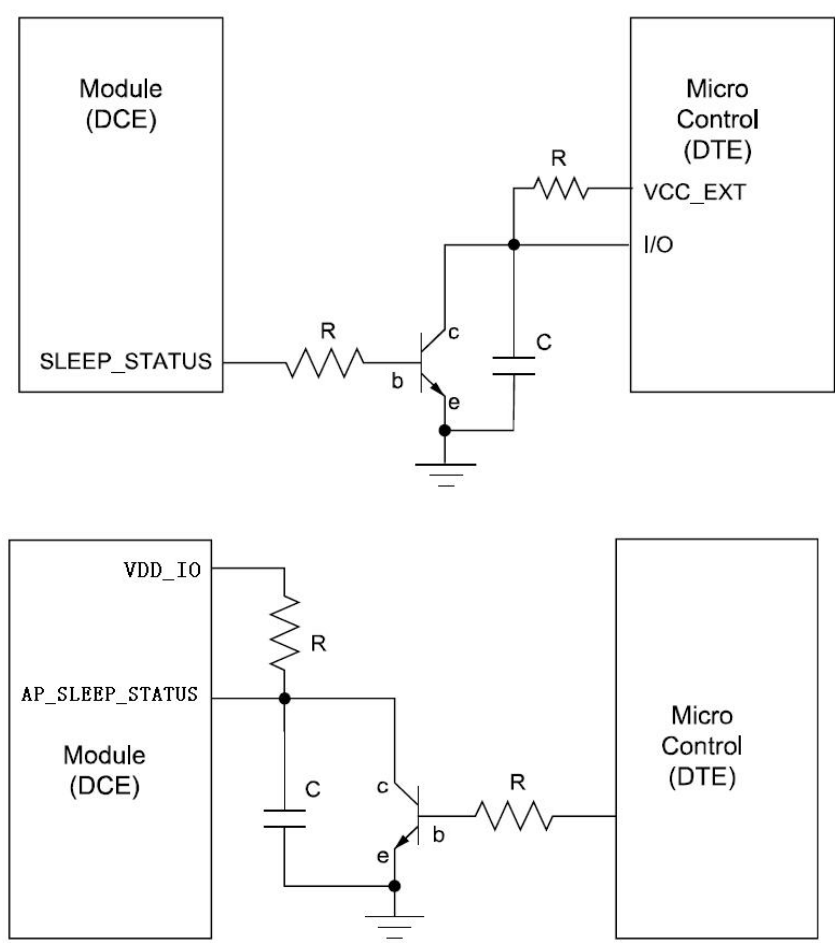 Module
(DCE)
Micro
Control
(DTE)
R
VCC_EXT
I/O
R
c
C
SLEEP_STATUS
b
e
VDD_IO
R
AP_SLEEP_STATUS
Micro
Control
(DTE)
Module
(DCE)
C
c
R
b
e